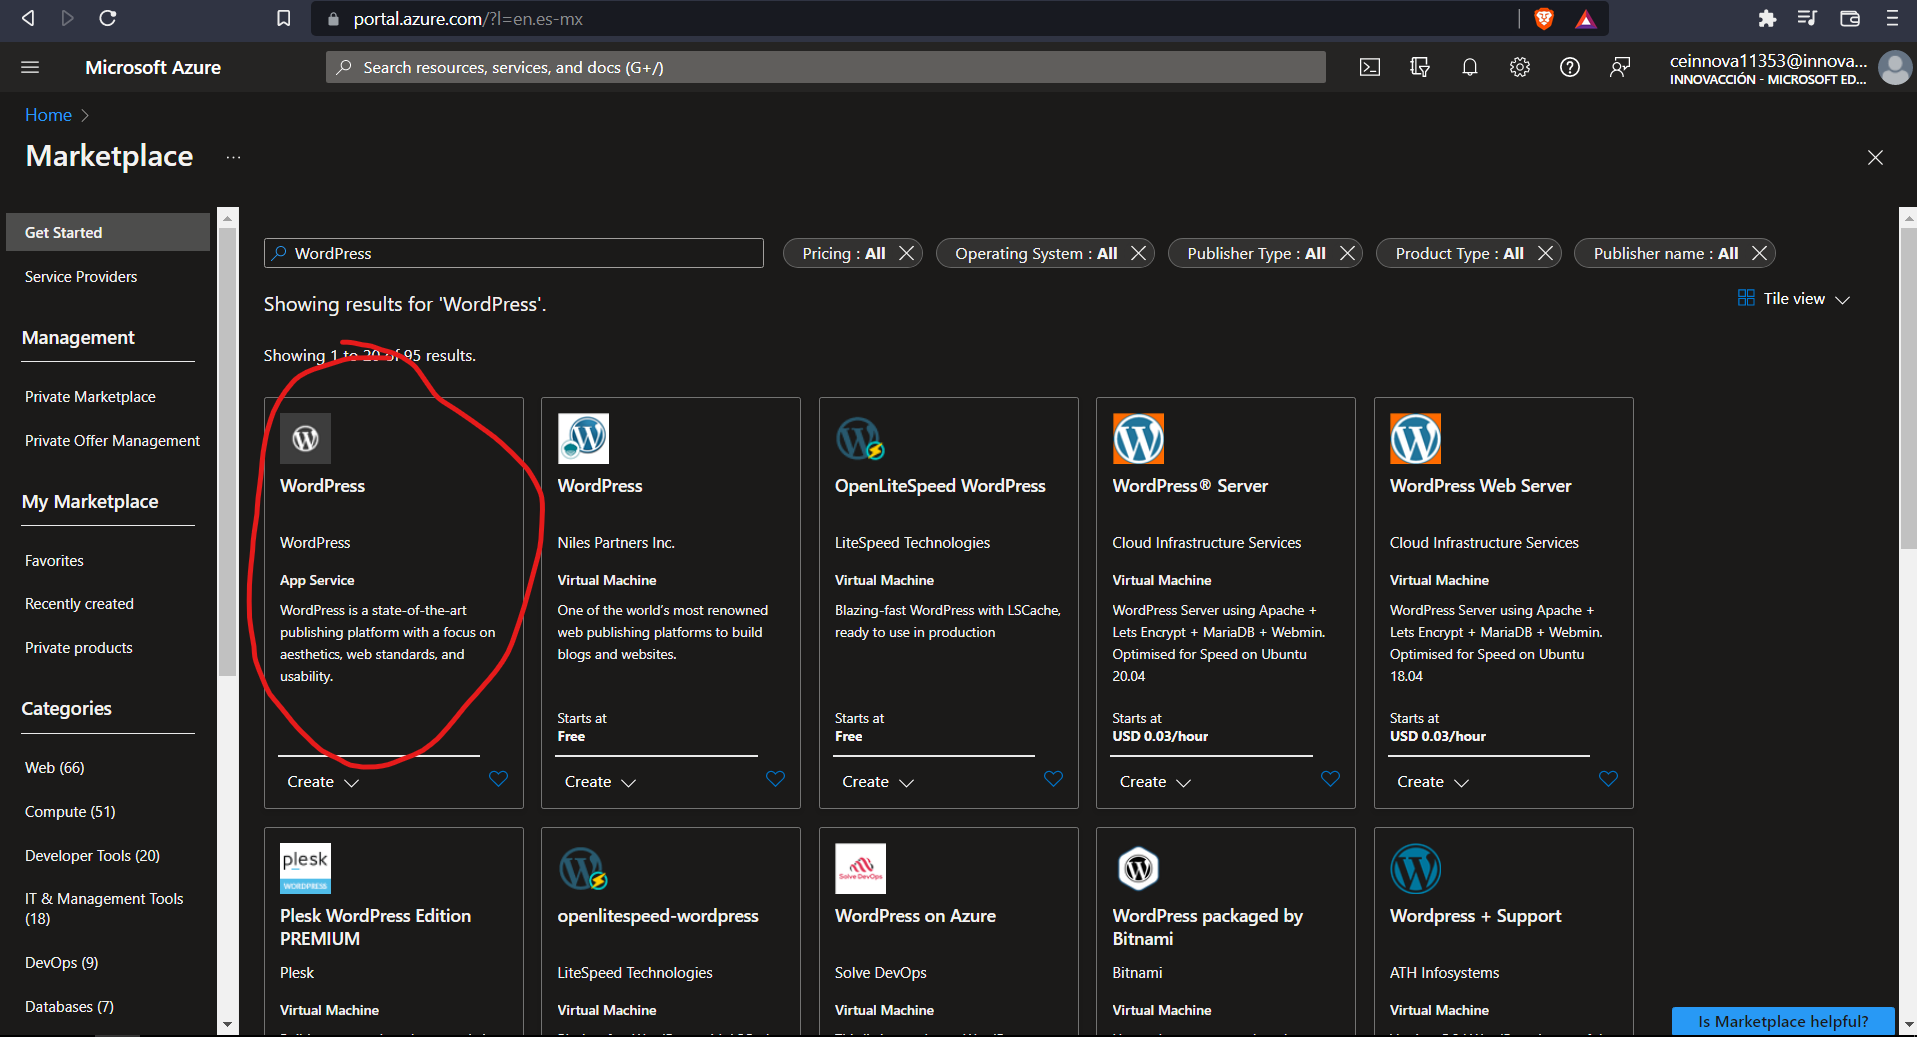 portal.azure.com/?l=en.es-mx
Microsoft Azure
Search resources, services, and docs (G+/)
ceinnova11353@innova...
INNOVACCIÓN - MICROSOFT ED...
Home
Marketplace
...
Get Started
Service Providers
Management
Private Marketplace
Private Offer Management
My Marketplace
Favorites
Recently created
Private products
Categories
Web (66)
Compute (51)
Developer Tools (20)
IT & Management Tools
(18)
DevOps (9)
Databases (7)
WordPress
Pricing : All
Operating System : All
Publisher Type : All
Product Type : All
Publisher name : All
Showing results for 'WordPress'.
Tile view
Showing 1 to 20 of 95 results.
WordPress
WordPress
App Service
WordPress is a state-of-the-art
publishing platform with a focus on
aesthetics, web standards, and
usability.
Create
WordPress
Niles Partners Inc.
Virtual Machine
One of the world's most renowned
web publishing platforms to build
blogs and websites.
Starts at
Free
Create
OpenLiteSpeed WordPress
LiteSpeed Technologies
Virtual Machine
Blazing-fast WordPress with LSCache,
ready to use in production
Starts at
Free
Create
WordPress® Server
Cloud Infrastructure Services
Virtual Machine
WordPress Server using Apache +
Lets Encrypt + MariaDB + Webmin.
Optimised for Speed on Ubuntu
20.04
Starts at
USD 0.03/hour
Create
WordPress Web Server
Cloud Infrastructure Services
Virtual Machine
WordPress Server using Apache +
Lets Encrypt + MariaDB + Webmin.
Optimised for Speed on Ubuntu
18.04
Starts at
USD 0.03/hour
Create
plesk
WORDPRESS
Plesk WordPress Edition
PREMIUM
Plesk
Virtual Machine
openlitespeed-wordpress
LiteSpeed Technologies
Virtual Machine
Solve DevOps
WordPress on Azure
Solve DevOps
Virtual Machine
WordPress packaged by
Bitnami
Bitnami
Virtual Machine
Wordpress + Support
ATH Infosystems
Virtual Machine
Is Marketplace helpful?